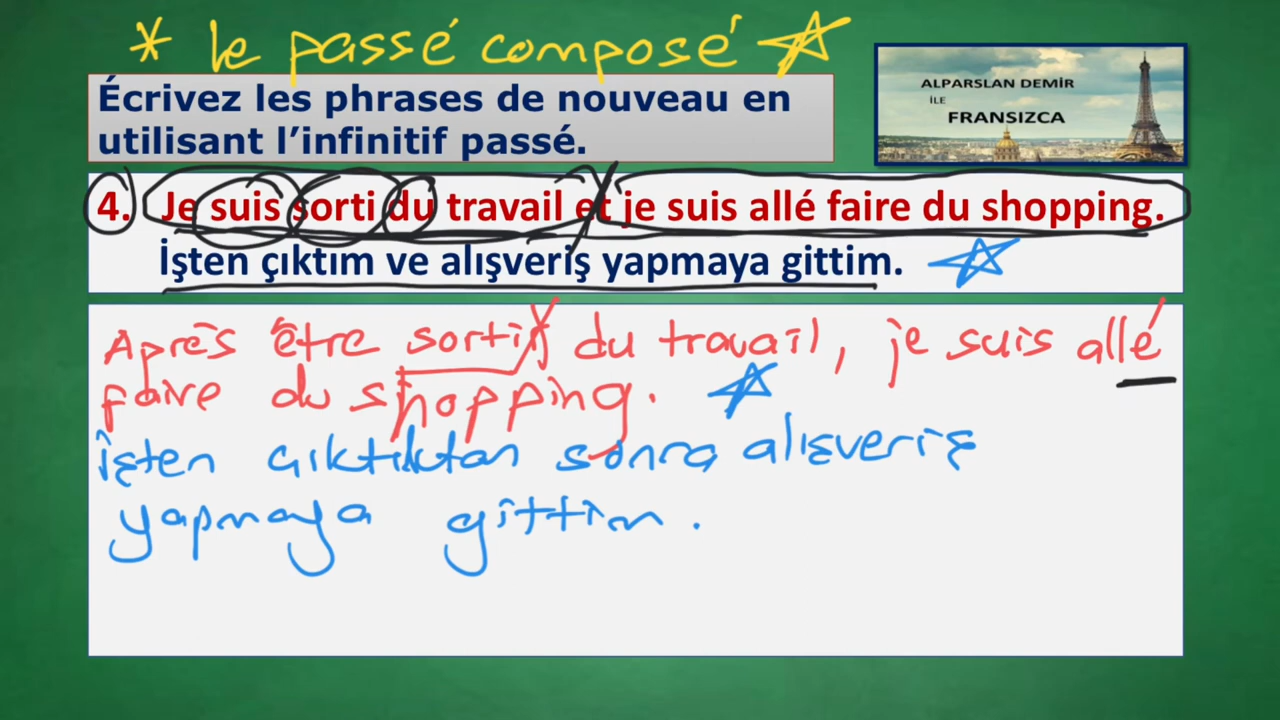 * le passé composé
Écrivez les phrases de nouveau en
utilisant l’infinitif passé.
ALPARSLAN DEMİR
İLE
FRANSIZCA
4. Je suis sorti du travail et je suis allé faire du shopping.
İşten çıktım ve alışveriş yapmaya gittim.
Après être sorti du travail, je suis allé
faire du shopping.
işten çıktıktan sonra alışveriş
yapmaya gittim.